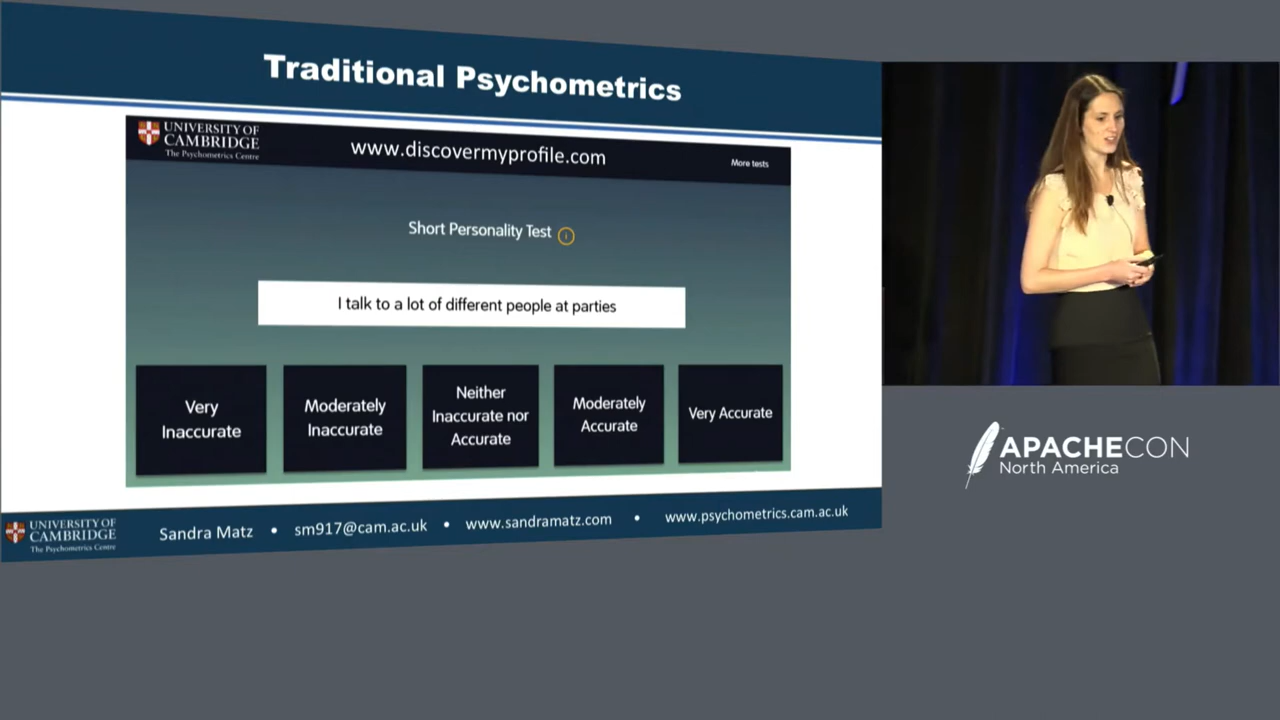 Traditional Psychometrics
UNIVERSITY OF
CAMBRIDGE
The Psychometrics Centre
www.discovermyprofile.com
More tests
Short Personality Test
I talk to a lot of different people at parties
Very
Inaccurate
Moderately
Inaccurate
Neither
Inaccurate nor
Accurate
Moderately
Accurate
Very Accurate
UNIVERSITY OF
CAMBRIDGE
The Psychometrics Centre
Sandra Matz • sm917@cam.ac.uk • www.sandramatz.com • www.psychometrics.cam.ac.uk
APACHECON
North America